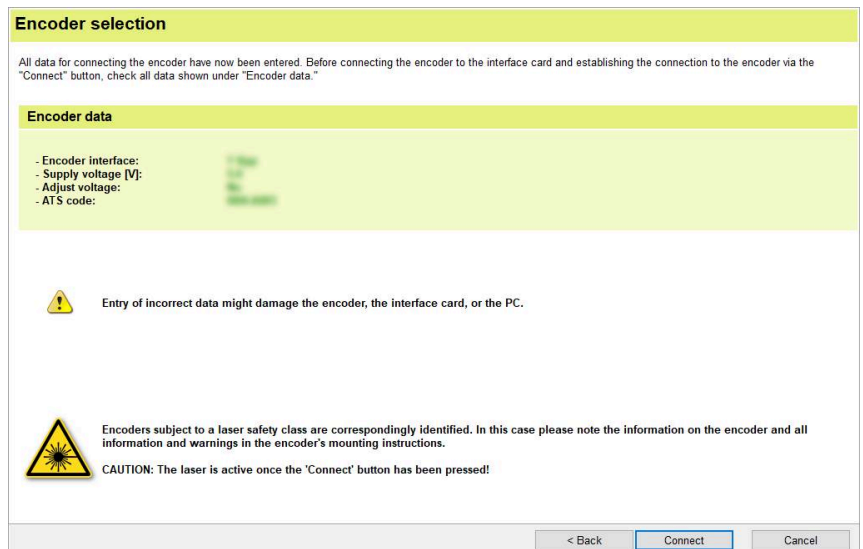 Encoder selection
All data for connecting the encoder have now been entered. Before connecting the encoder to the interface card and establishing the connection to the encoder via the
"Connect" button, check all data shown under "Encoder data."
Encoder data
- Encoder interface:
- Supply voltage [V]:
- Adjust voltage:
- ATS code:
Entry of incorrect data might damage the encoder, the interface card, or the PC.
Encoders subject to a laser safety class are correspondingly identified. In this case please note the information on the encoder and all
information and warnings in the encoder's mounting instructions.
CAUTION: The laser is active once the 'Connect' button has been pressed!
< Back Connect Cancel